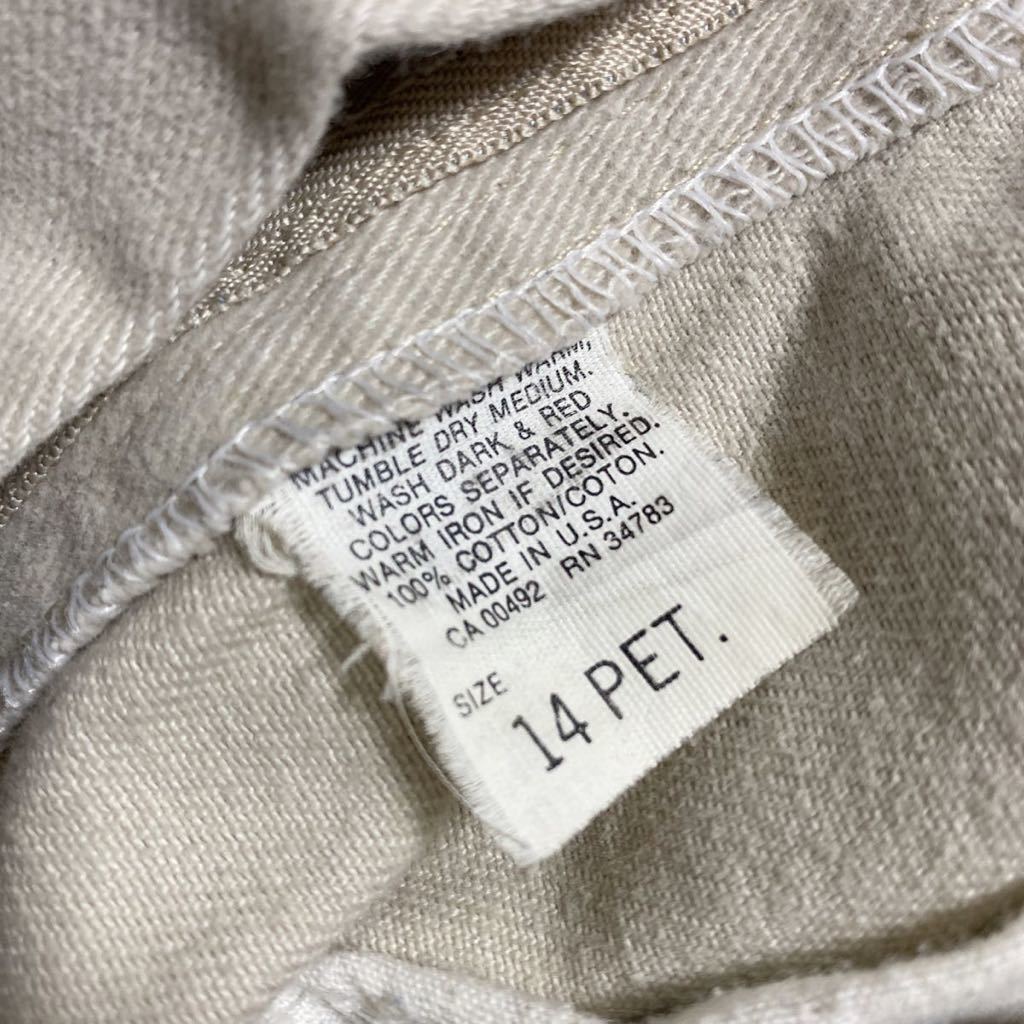 MACHINE WASH WARM,
TUMBLE DRY MEDIUM.
WASH DARK & RED
COLORS SEPARATELY.
WARM IRON IF DESIRED.
100% COTTON/COTTON.
MADE IN U.S.A.
CA 00492 RN 34783
SIZE
14 PET.